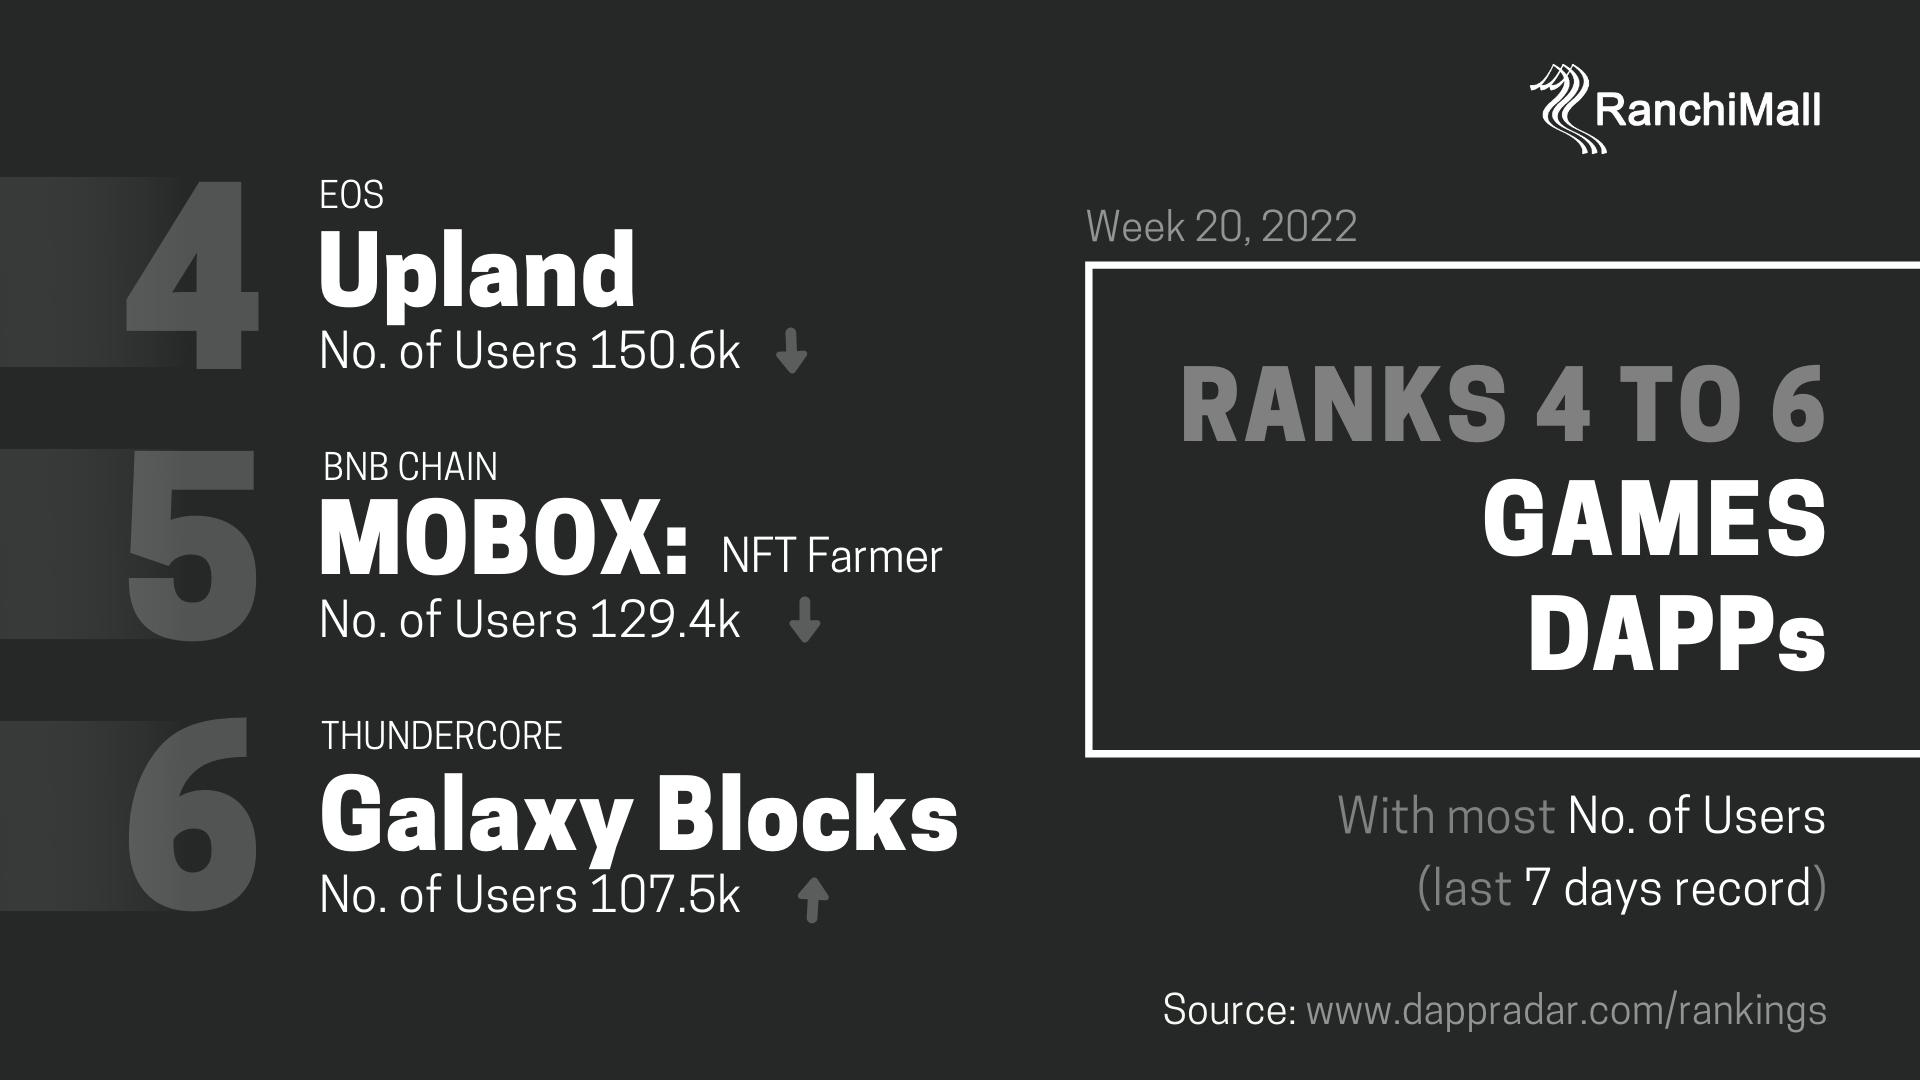 RanchiMall
4
EOS
Upland
No. of Users 150.6k
5
BNB CHAIN
MOBOX: NFT Farmer
No. of Users 129.4k
6
THUNDERCORE
Galaxy Blocks
No. of Users 107.5k
Week 20, 2022
RANKS 4 TO 6
GAMES
DAPPs
With most No. of Users
(last 7 days record)
Source: www.dappradar.com/rankings